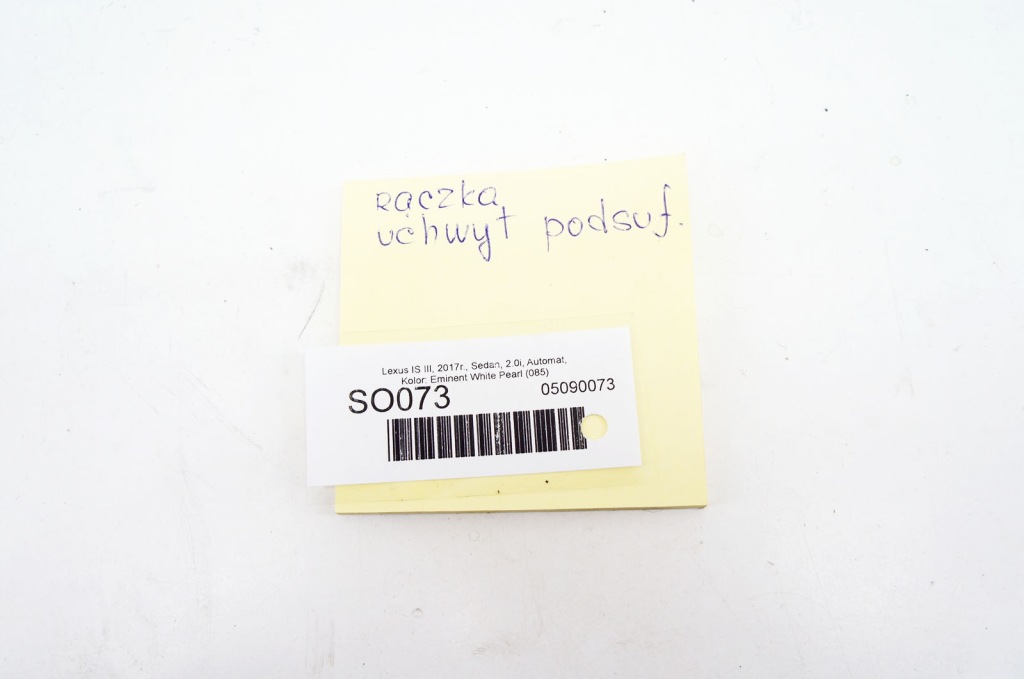 Rączka
uchwyt podsuf.
Lexus IS III, 2017r., Sedan, 2.0i, Automat,
Kolor: Eminent White Pearl (085)
SO073 05090073